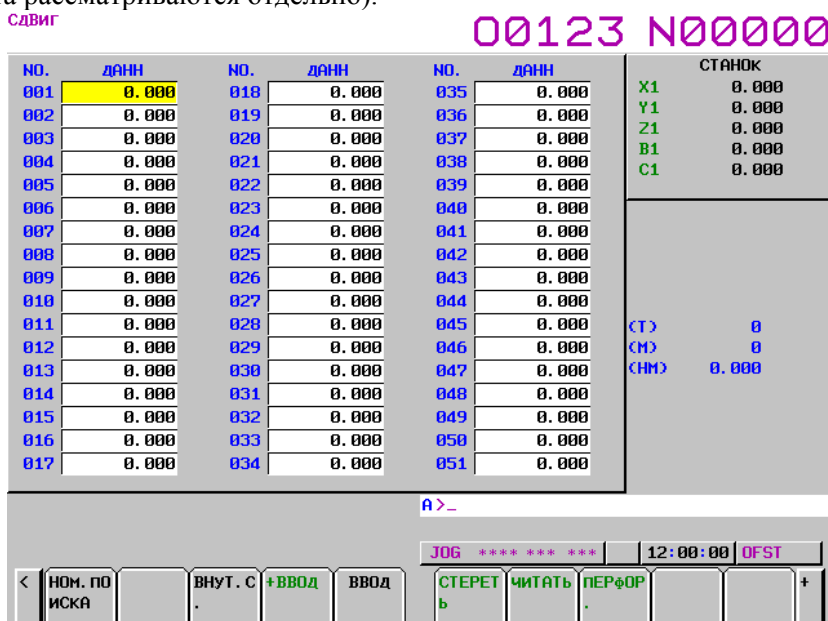 та рассматриваются отдельно).
СДВИГ
O0123 N00000
NO. ДАНН NO. ДАНН NO. ДАНН СТАНОК
001 0.000 018 0.000 035 0.000 X1 0.000
002 0.000 019 0.000 036 0.000 Y1 0.000
003 0.000 020 0.000 037 0.000 Z1 0.000
004 0.000 021 0.000 038 0.000 B1 0.000
005 0.000 022 0.000 039 0.000 C1 0.000
006 0.000 023 0.000 040 0.000
007 0.000 024 0.000 041 0.000
008 0.000 025 0.000 042 0.000
009 0.000 026 0.000 043 0.000
010 0.000 027 0.000 044 0.000
011 0.000 028 0.000 045 0.000 (T) 0
012 0.000 029 0.000 046 0.000 (M) 0
013 0.000 030 0.000 047 0.000 (HM) 0.000
014 0.000 031 0.000 048 0.000
015 0.000 032 0.000 049 0.000
016 0.000 033 0.000 050 0.000
017 0.000 034 0.000 051 0.000
A>_
JOG **** *** *** 12:00:00 OFST
< НОМ.ПО ВНУТ.С +ВВОД ВВОД СТЕРЕТ ЧИТАТЬ ПЕРФОР +
ИСКА . Ь .